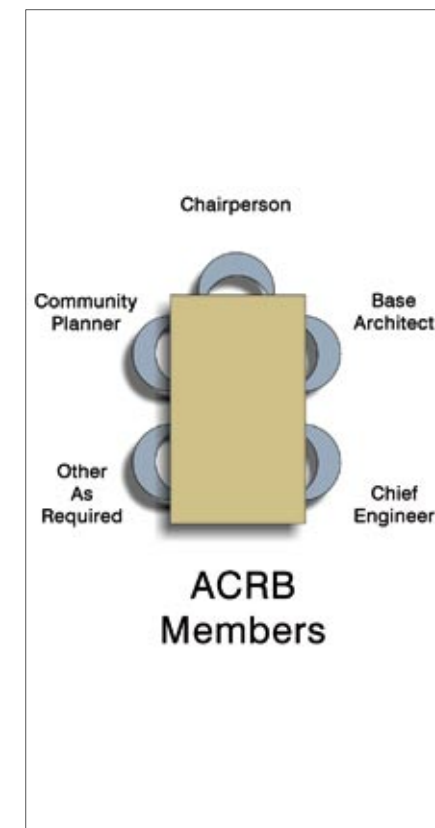 Chairperson
Community
Planner
Base
Architect
Other
As
Required
Chief
Engineer
ACRB
Members